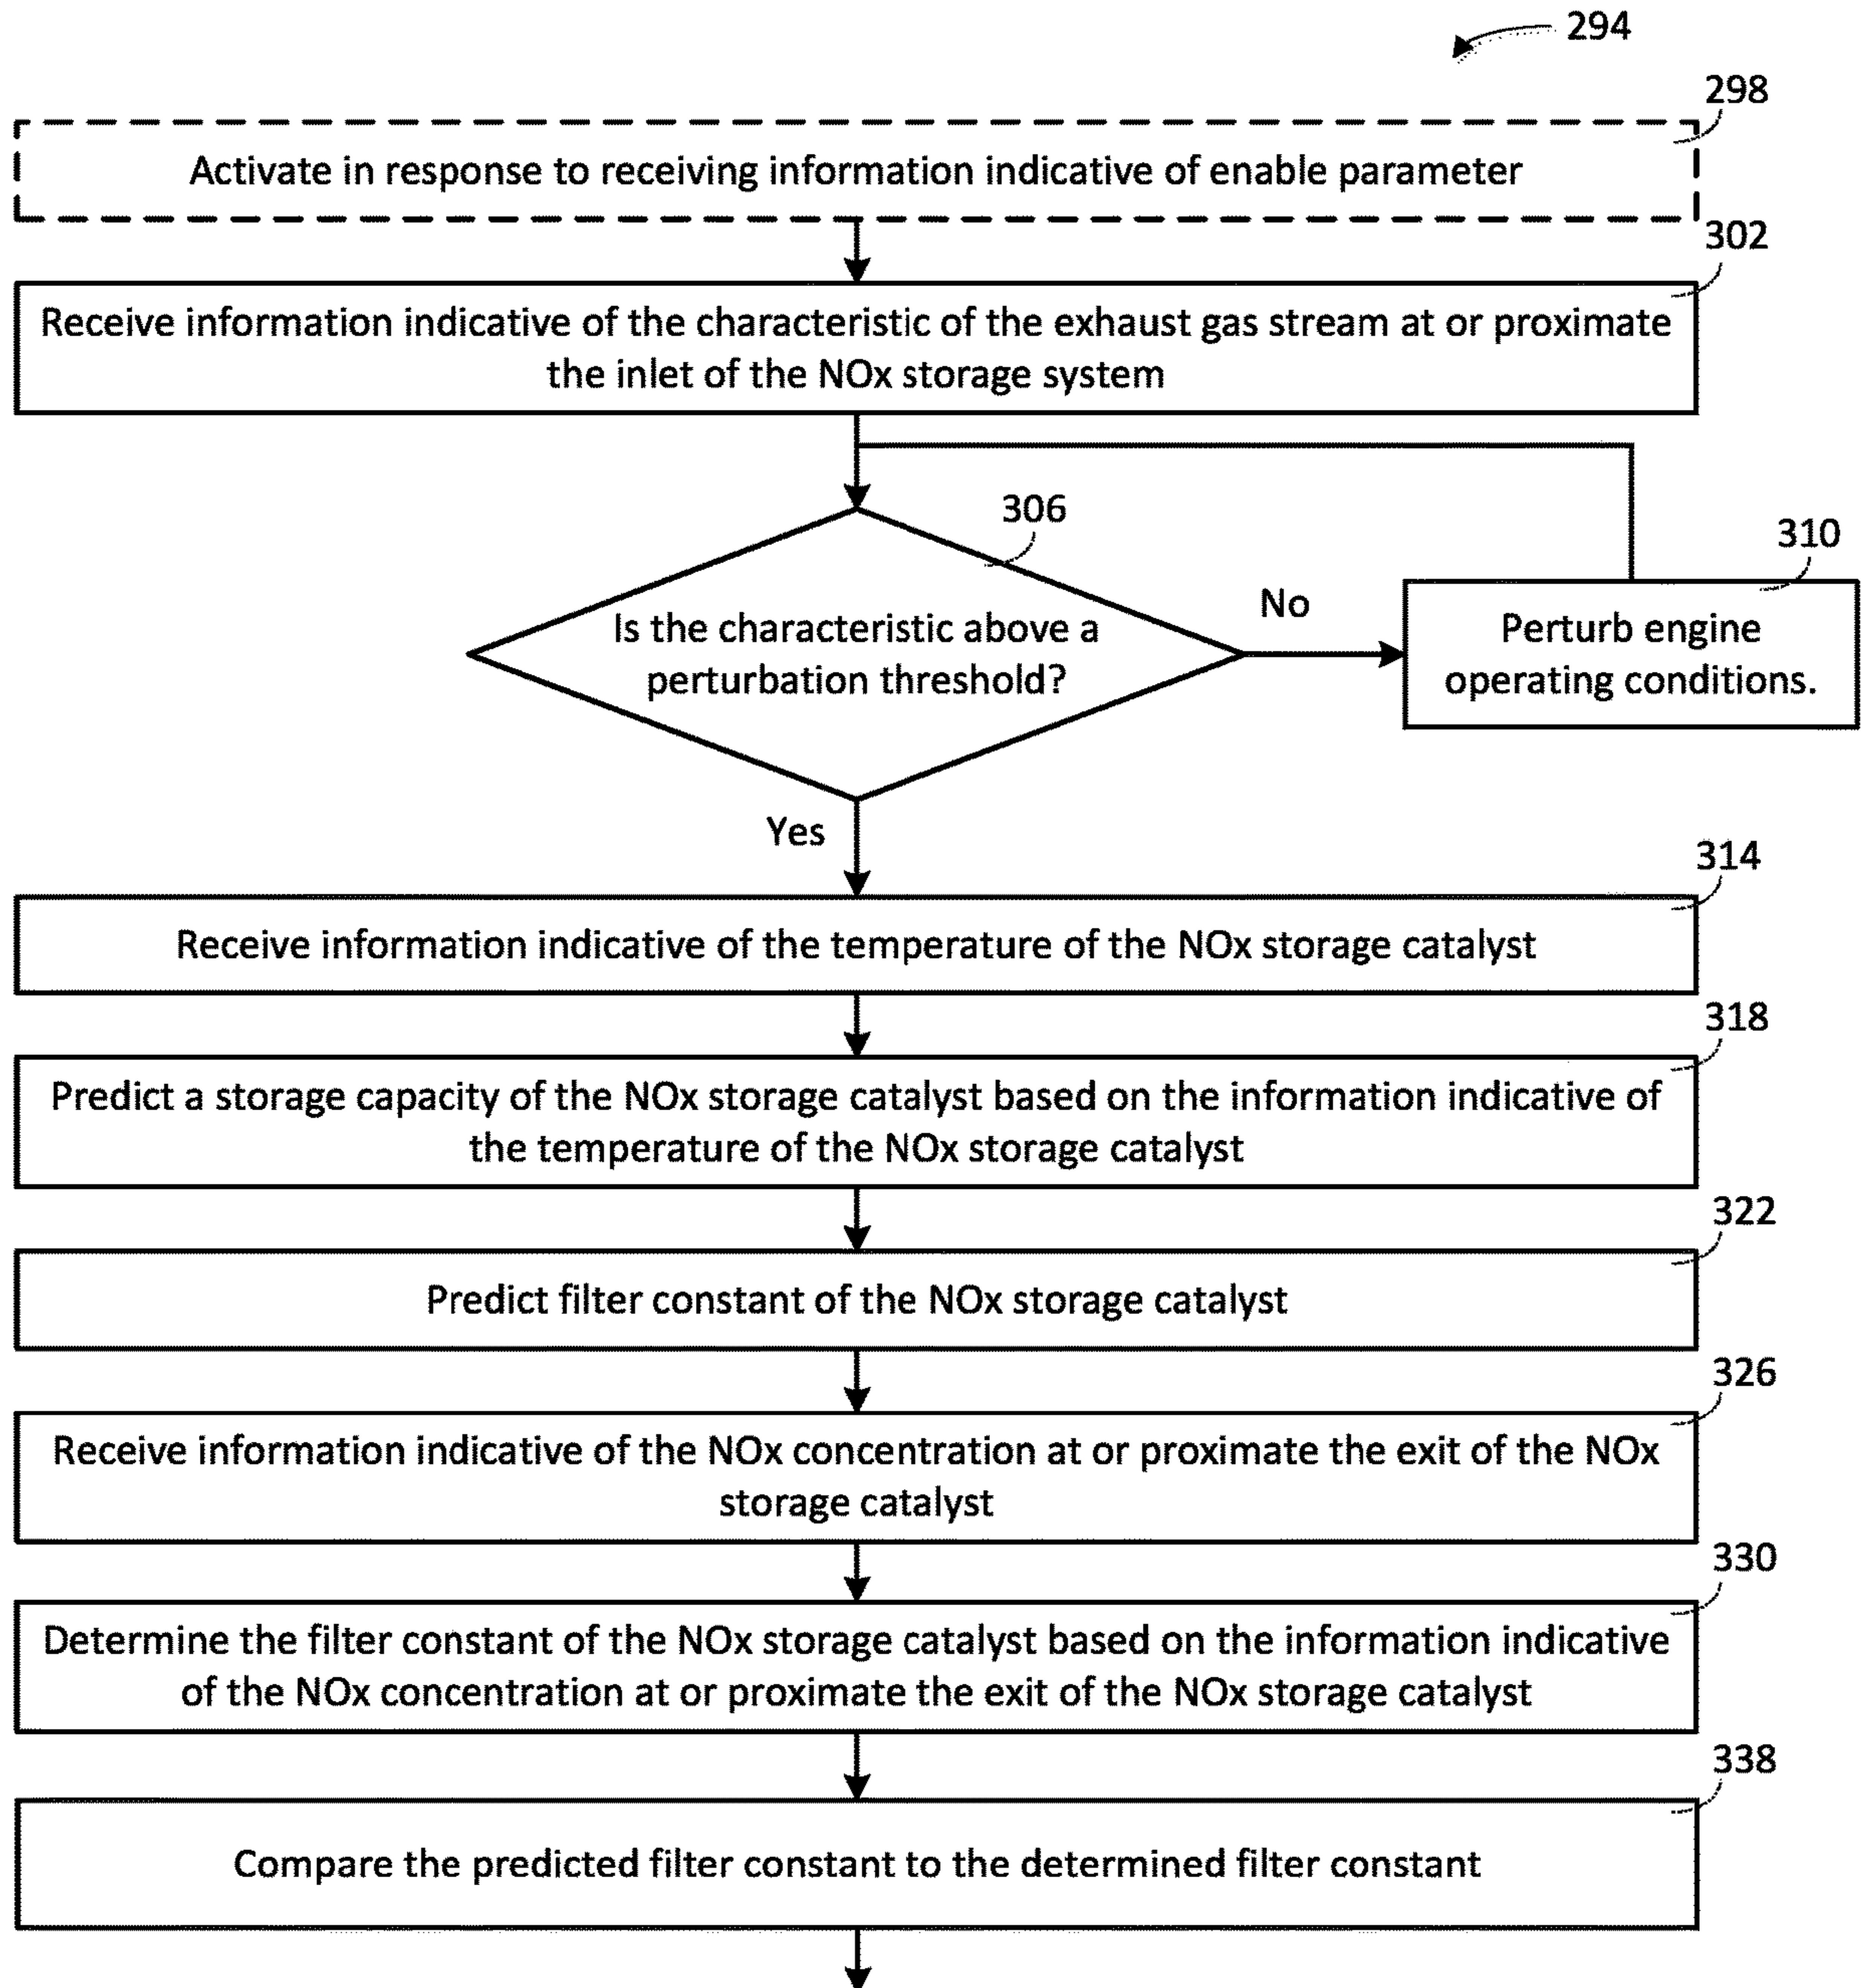 294
298
Activate in response to receiving information indicative of enable parameter
302
Receive information indicative of the characteristic of the exhaust gas stream at or proximate
the inlet of the NOx storage system
306
310
Is the characteristic above a
perturbation threshold?
No
Perturb engine
operating conditions.
Yes
314
Receive information indicative of the temperature of the NOx storage catalyst
318
Predict a storage capacity of the NOx storage catalyst based on the information indicative of
the temperature of the NOx storage catalyst
322
Predict filter constant of the NOx storage catalyst
326
Receive information indicative of the NOx concentration at or proximate the exit of the NOx
storage catalyst
330
Determine the filter constant of the NOx storage catalyst based on the information indicative
of the NOx concentration at or proximate the exit of the NOx storage catalyst
338
Compare the predicted filter constant to the determined filter constant